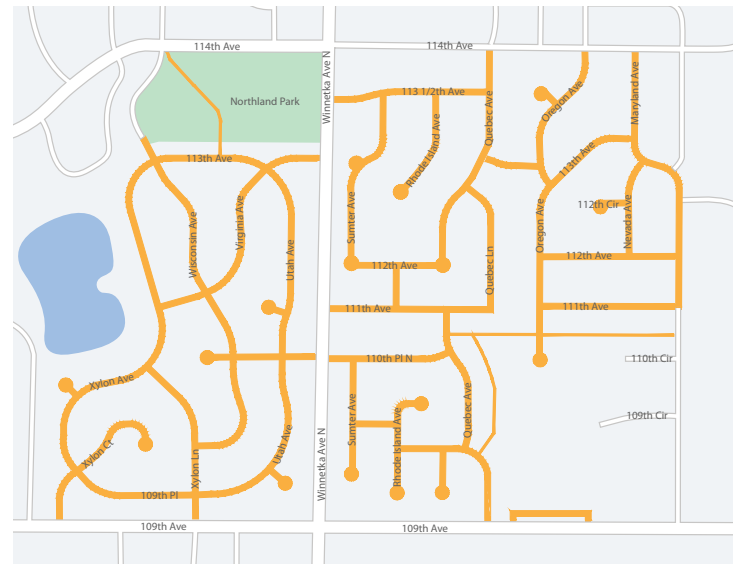 114th Ave
114th Ave
Winnetka Ave N
Northland Park
113 1/2th Ave
Quebec Ave
Oregon Ave
Maryland Ave
Rhode Island Ave
113th Ave
113th Ave
Wisconsin Ave
Virginia Ave
Utah Ave
Sumter Ave
112th Cir
Oregon Ave
Nevada Ave
112th Ave
112th Ave
Quebec Ln
111th Ave
111th Ave
110th Pl N
110th Cir
Xylon Ave
Sumter Ave
Rhode Island Ave
Quebec Ave
109th Cir
Xylon Ct
Xylon Ln
Utah Ave
Winnetka Ave N
109th Pl
109th Ave
109th Ave